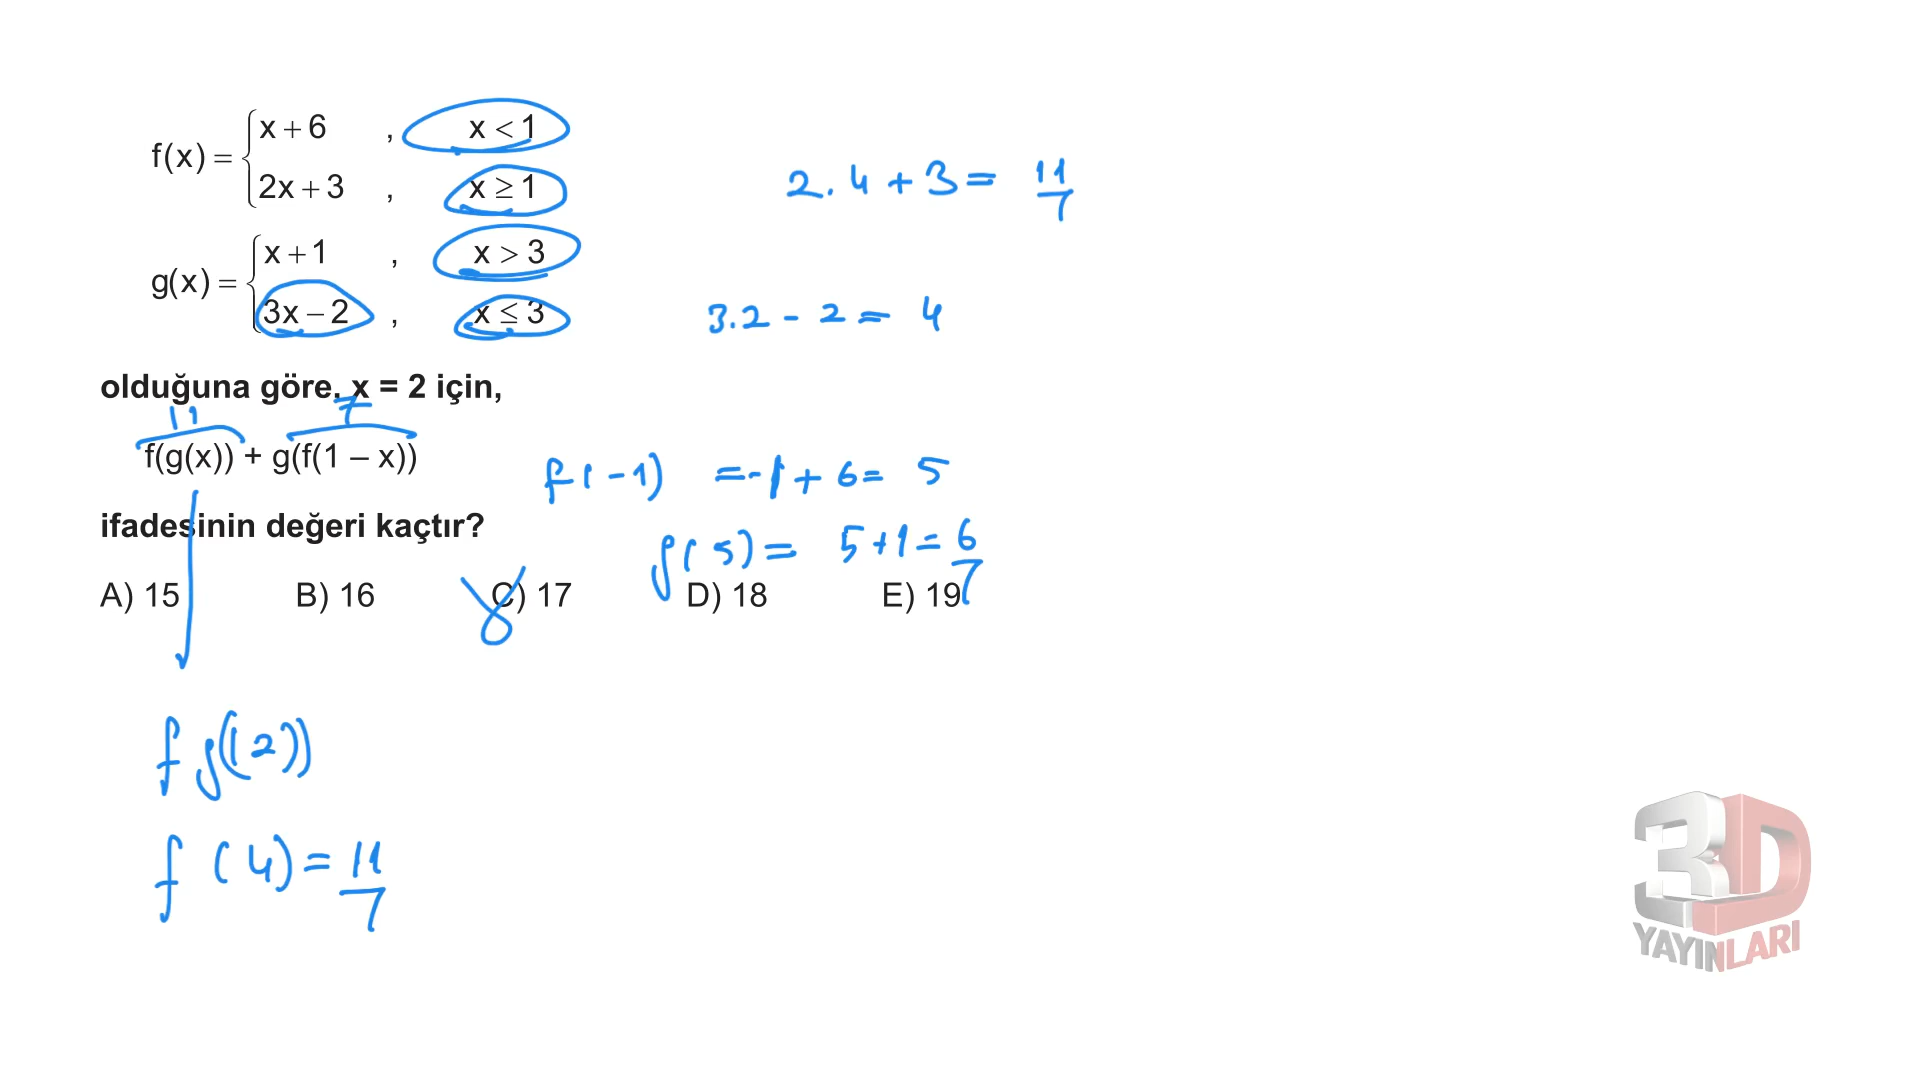 f(x) = { x + 6 , x < 1
2x + 3 , x ≥ 1
2.4+3= 11
g(x) = { x + 1 , x > 3
3x – 2 , x ≤ 3
3.2 - 2 = 4
olduğuna göre, x = 2 için,
11 7
f(g(x)) + g(f(1 – x))
f(-1) = -1 + 6 = 5
ifadesinin değeri kaçtır?
g(5) = 5+1 = 6
A) 15 B) 16 C) 17 D) 18 E) 19
f g((2))
f (4) = 11
3D
YAYINLARI